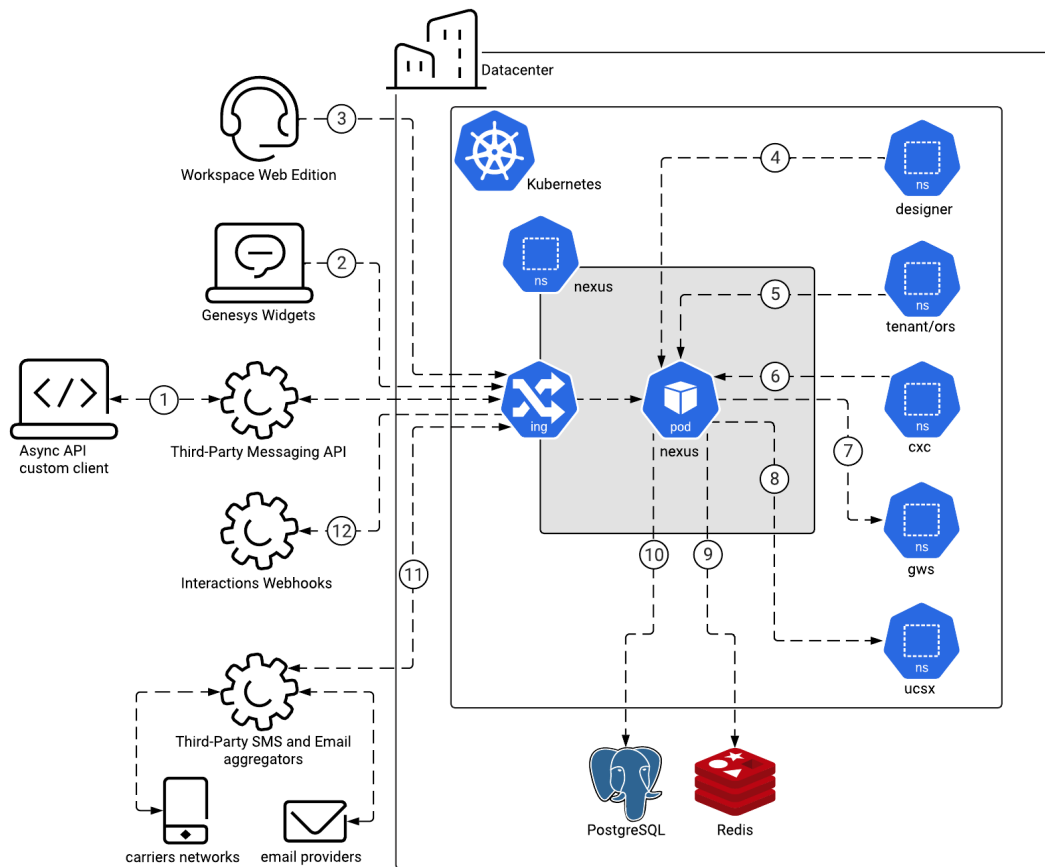 Datacenter
3
Workspace Web Edition
Kubernetes
4
ns
designer
2
Genesys Widgets
ns
nexus
5
ns
tenant/ors
1
Async API
custom client
Third-Party Messaging API
ing
pod
nexus
6
ns
cxc
7
8
12
Interactions Webhooks
11
10
9
ns
gws
ns
ucsx
Third-Party SMS and Email
aggregators
carriers networks
email providers
PostgreSQL
Redis